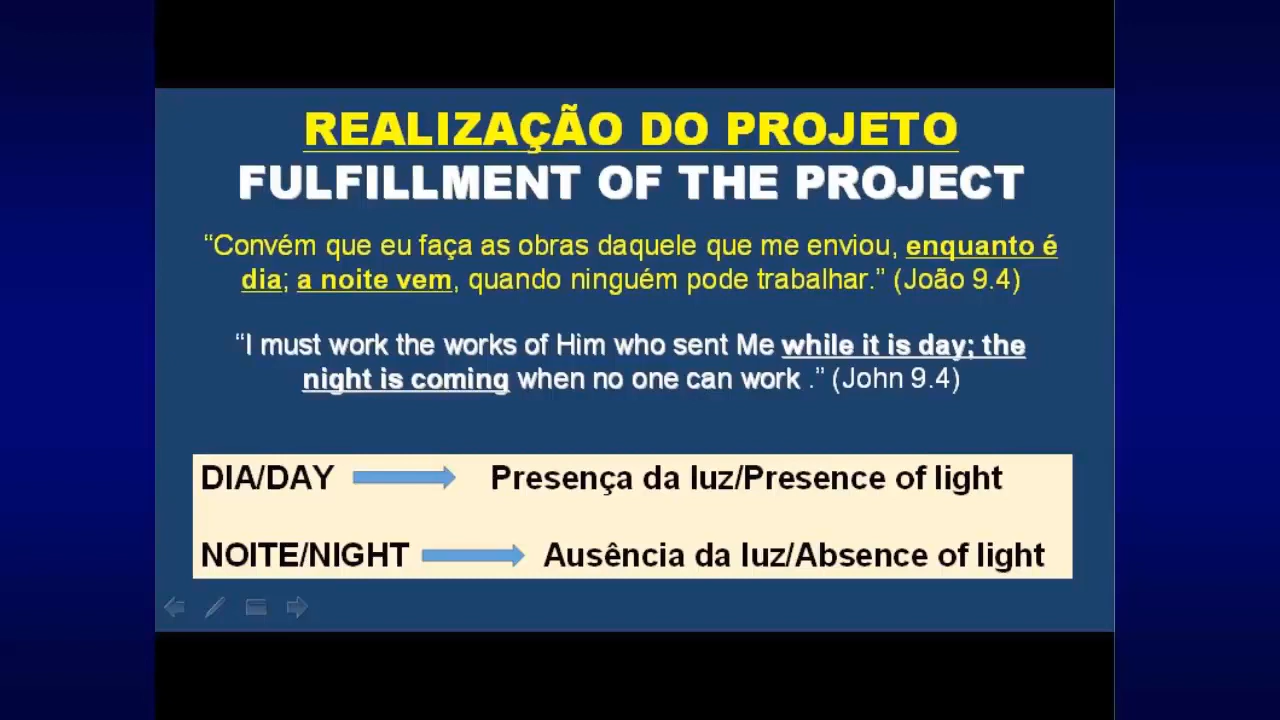 REALIZAÇÃO DO PROJETO
FULFILLMENT OF THE PROJECT
“Convém que eu faça as obras daquele que me enviou, enquanto é
dia; a noite vem, quando ninguém pode trabalhar.” (João 9.4)
“I must work the works of Him who sent Me while it is day; the
night is coming when no one can work .” (John 9.4)
DIA/DAY Presença da luz/Presence of light
NOITE/NIGHT Ausência da luz/Absence of light